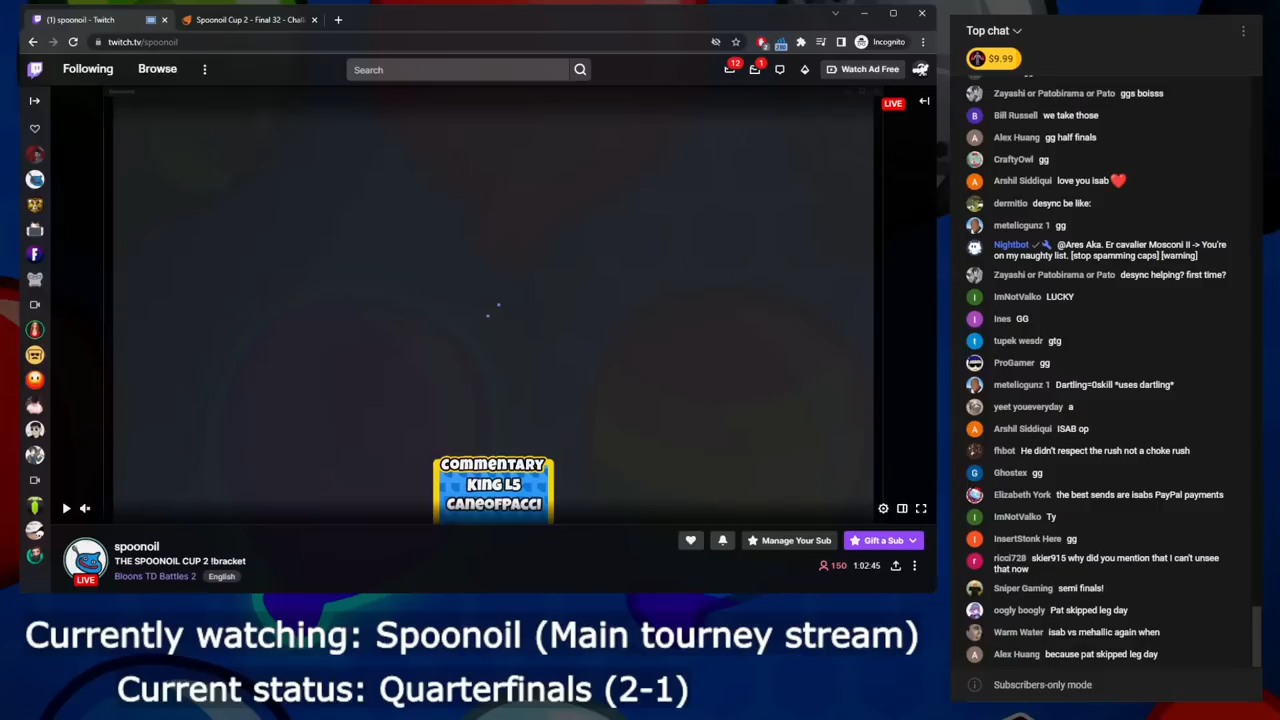 (1) spoonoil - Twitch
Spoonoil Cup 2 - Final 32 - Chall
twitch.tv/spoonoil
Incognito
Following
Browse
Search
12
1
Watch Ad Free
LIVE
COMMENTARY
KING LS
CANEOFPACCI
spoonoil
THE SPOONOIL CUP 2 !bracket
Bloons TD Battles 2
English
LIVE
Manage Your Sub
Gift a Sub
150
1:02:45
Currently watching: Spoonoil (Main tourney stream)
Current status: Quarterfinals (2-1)
Top chat
$9.99
Zayashi or Patobirama or Pato ggs boisss
Bill Russell we take those
Alex Huang gg half finals
CraftyOwl gg
Arshil Siddiqui love you isab
dermitio desync be like:
metelicgunz 1 gg
Nightbot @Ares Aka. Er cavalier Mosconi II -> You're
on my naughty list. [stop spamming caps] [warning]
Zayashi or Patobirama or Pato desync helping? first time?
ImNotValko LUCKY
Ines GG
tupek wesdr gtg
ProGamer gg
metelicgunz 1 Dartling=0skill *uses dartling*
yeet youeveryday a
Arshil Siddiqui ISAB op
fhbot He didn't respect the rush not a choke rush
Ghostex gg
Elizabeth York the best sends are isabs PayPal payments
ImNotValko Ty
InsertStonk Here gg
ricci728 skier915 why did you mention that I can't unsee
that now
Sniper Gaming semi finals!
oogly boogly Pat skipped leg day
Warm Water isab vs mehallic again when
Alex Huang because pat skipped leg day
Subscribers-only mode